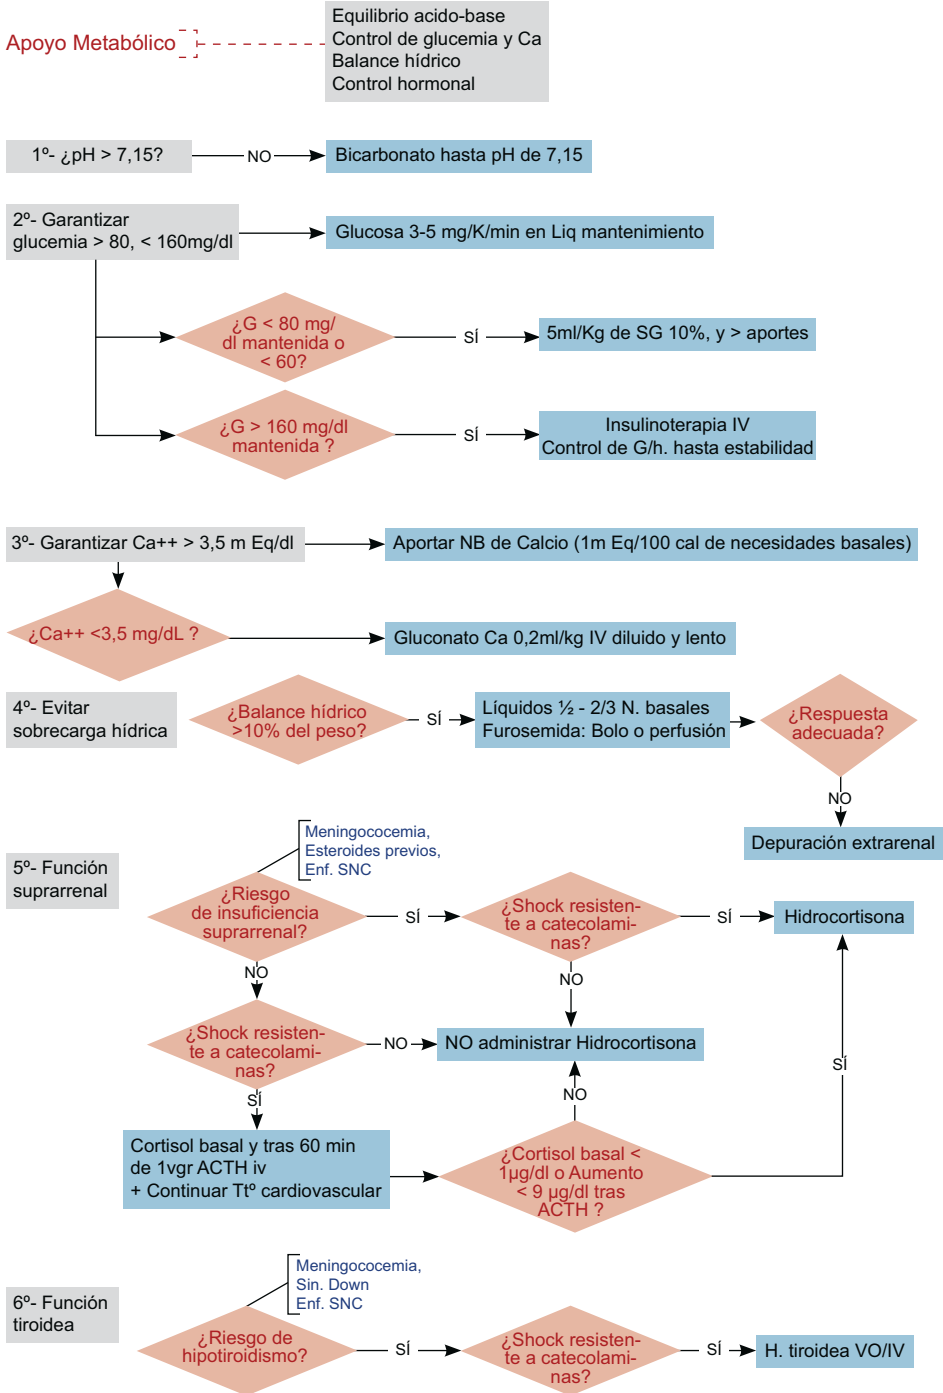 Apoyo Metabólico
Equilibrio acido-base
Control de glucemia y Ca
Balance hídrico
Control hormonal
1º- ¿pH > 7,15?
NO
Bicarbonato hasta pH de 7,15
2º- Garantizar
glucemia > 80, < 160mg/dl
Glucosa 3-5 mg/K/min en Liq mantenimiento
¿G < 80 mg/
dl mantenida o
< 60?
SÍ
5ml/Kg de SG 10%, y > aportes
¿G > 160 mg/dl
mantenida ?
SÍ
Insulinoterapia IV
Control de G/h. hasta estabilidad
3º- Garantizar Ca++ > 3,5 m Eq/dl
Aportar NB de Calcio (1m Eq/100 cal de necesidades basales)
¿Ca++ <3,5 mg/dL ?
Gluconato Ca 0,2ml/kg IV diluido y lento
4º- Evitar
sobrecarga hídrica
¿Balance hídrico
>10% del peso?
SÍ
Líquidos ½ - 2/3 N. basales
Furosemida: Bolo o perfusión
¿Respuesta
adecuada?
NO
Depuración extrarenal
5º- Función
suprarrenal
Meningococemia,
Esteroides previos,
Enf. SNC
¿Riesgo
de insuficiencia
suprarrenal?
SÍ
¿Shock resisten-
te a catecolami-
nas?
SÍ
Hidrocortisona
NO
NO
¿Shock resisten-
te a catecolami-
nas?
NO
NO administrar Hidrocortisona
SÍ
SÍ
NO
Cortisol basal y tras 60 min
de 1vgr ACTH iv
+ Continuar Ttº cardiovascular
¿Cortisol basal <
1µg/dl o Aumento
< 9 µg/dl tras
ACTH ?
6º- Función
tiroidea
Meningococemia,
Sin. Down
Enf. SNC
¿Riesgo de
hipotiroidismo?
SÍ
¿Shock resisten-
te a catecolami-
nas?
SÍ
H. tiroidea VO/IV